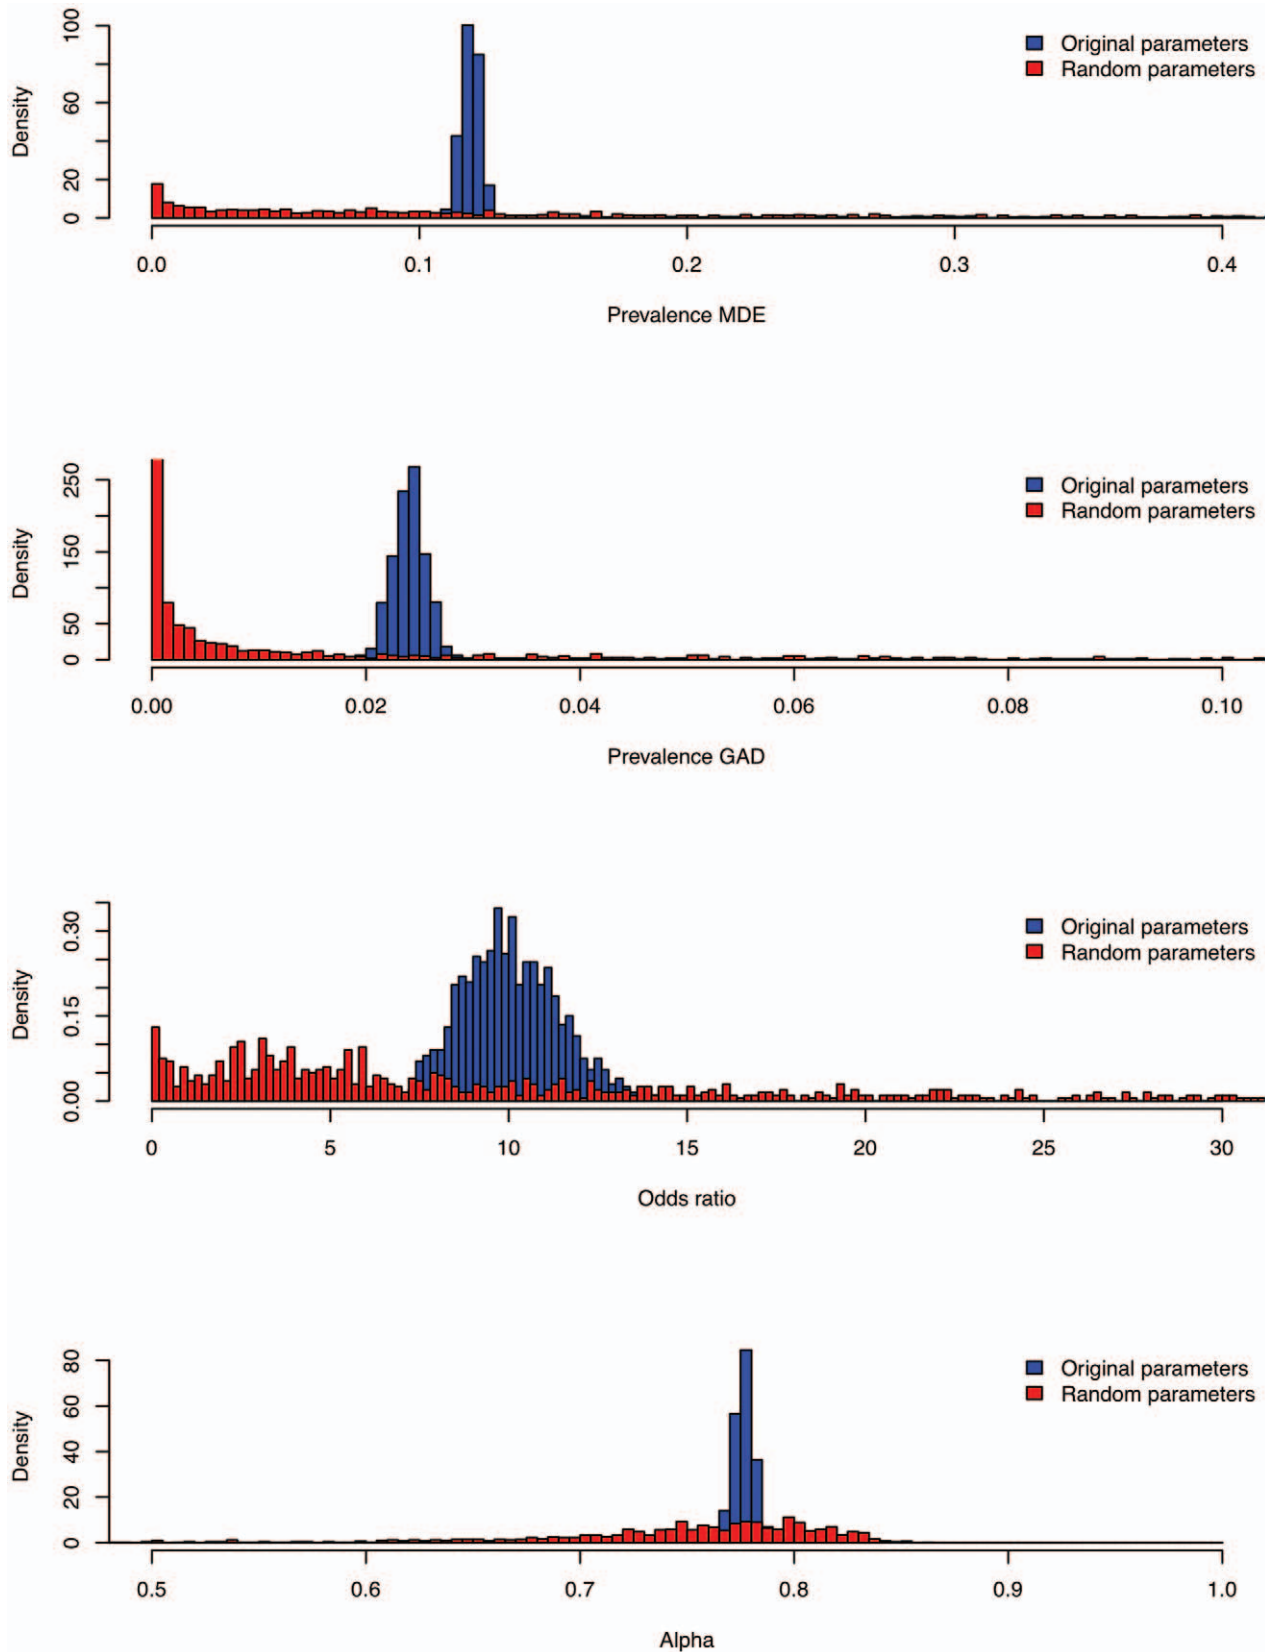 Density
100
60
20
0
Original parameters
Random parameters
0.0 0.1 0.2 0.3 0.4
Prevalence MDE
Density
250
150
50
0
Original parameters
Random parameters
0.00 0.02 0.04 0.06 0.08 0.10
Prevalence GAD
Density
0.30
0.15
0.00
Original parameters
Random parameters
0 5 10 15 20 25 30
Odds ratio
Density
80
60
40
20
0
Original parameters
Random parameters
0.5 0.6 0.7 0.8 0.9 1.0
Alpha